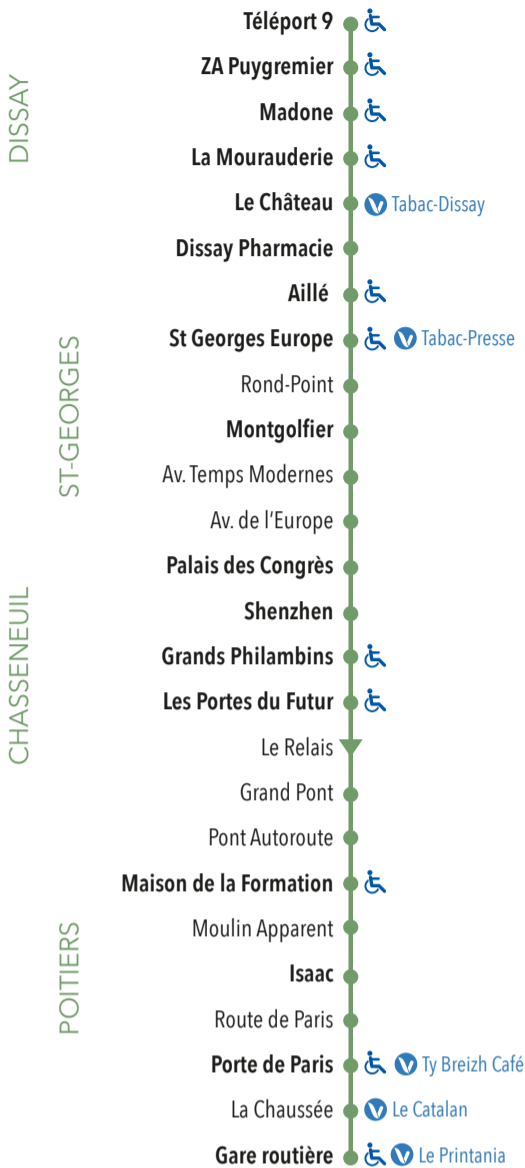 DISSAY
Téléport 9
ZA Puygremier
Madone
La Mourauderie
Le Château Tabac-Dissay
Dissay Pharmacie
Aillé
ST-GEORGES
St Georges Europe Tabac-Presse
Rond-Point
Montgolfier
Av. Temps Modernes
Av. de l'Europe
CHASSENEUIL
Palais des Congrès
Shenzhen
Grands Philambins
Les Portes du Futur
Le Relais
Grand Pont
Pont Autoroute
Maison de la Formation
POITIERS
Moulin Apparent
Isaac
Route de Paris
Porte de Paris Ty Breizh Café
La Chaussée Le Catalan
Gare routière Le Printania